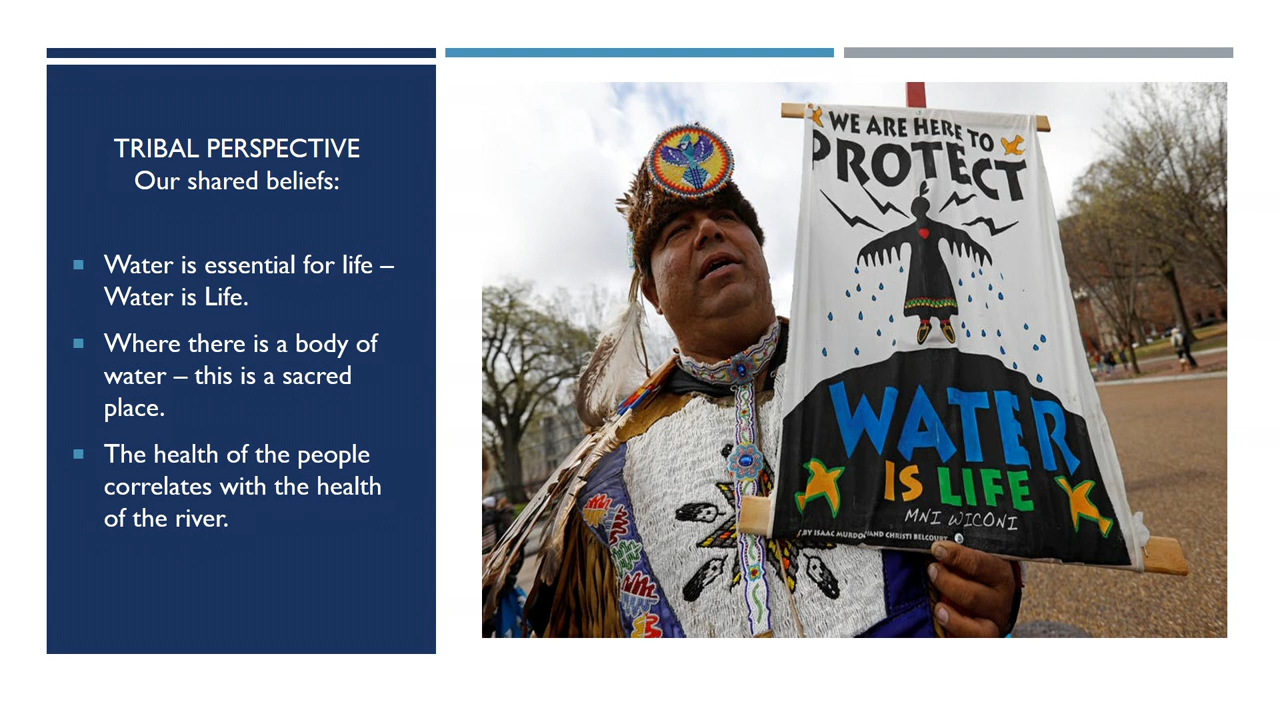 TRIBAL PERSPECTIVE
Our shared beliefs:
Water is essential for life –
Water is Life.
Where there is a body of
water – this is a sacred
place.
The health of the people
correlates with the health
of the river.
WE ARE HERE TO
PROTECT
WATER
IS LIFE
MNI WICONI
BY ISAAC MURDOCH AND CHRISTI BELCOURT